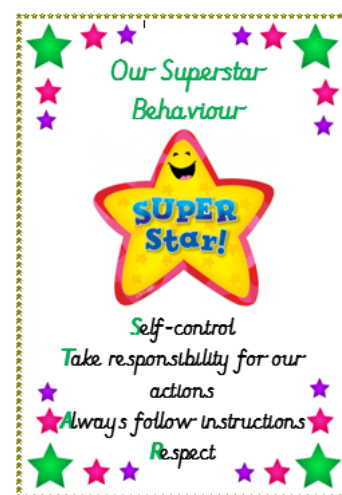 Our Superstar
Behaviour
SUPER
Star!
Self-control
Take responsibility for our
actions
Always follow instructions
Respect